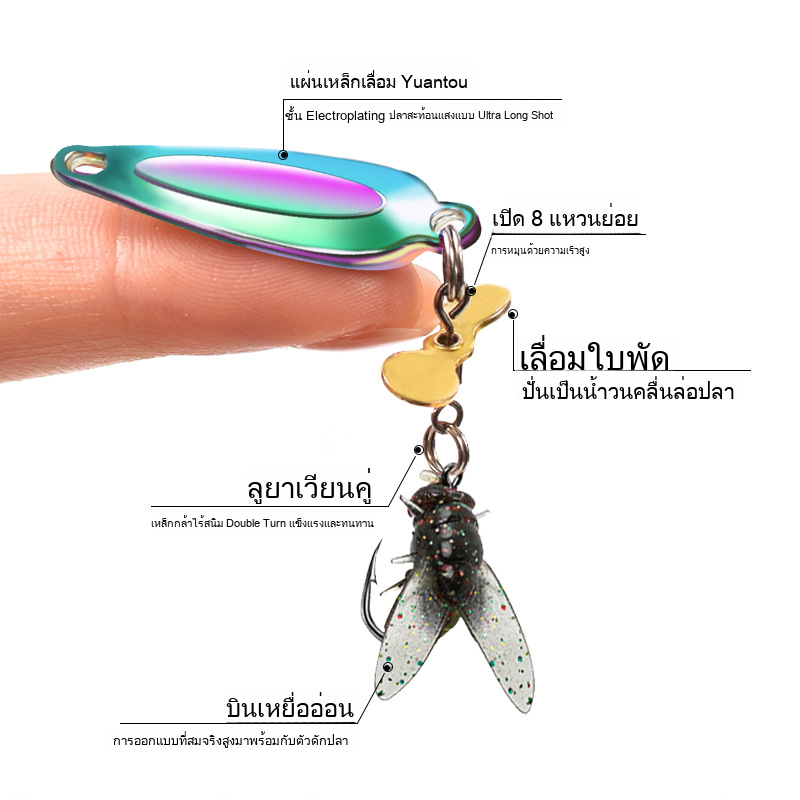 แผ่นเหล็กเลื่อม Yuantou
ชั้น Electroplating ปลาสะท้อนแสงแบบ Ultra Long Shot
เปิด 8 แหวนย่อย
การหมุนด้วยความเร็วสูง
เลื่อมใบพัด
ปั่นเป็นน้ำวนคลื่นล่อปลา
ลูยาเวียนคู่
เหล็กกล้าไร้สนิม Double Turn แข็งแรงและทนทาน
บินเหยื่ออ่อน
การออกแบบที่สมจริงสูงมาพร้อมกับตัวดักปลา